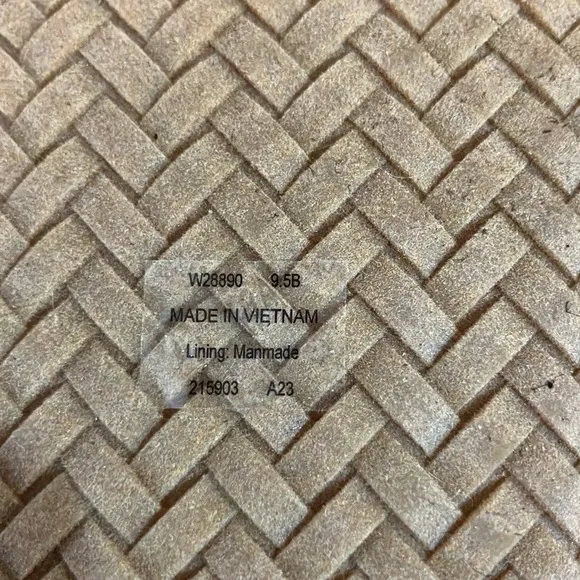 W28890 9.5B
MADE IN VIETNAM
Lining: Manmade
215903 A23